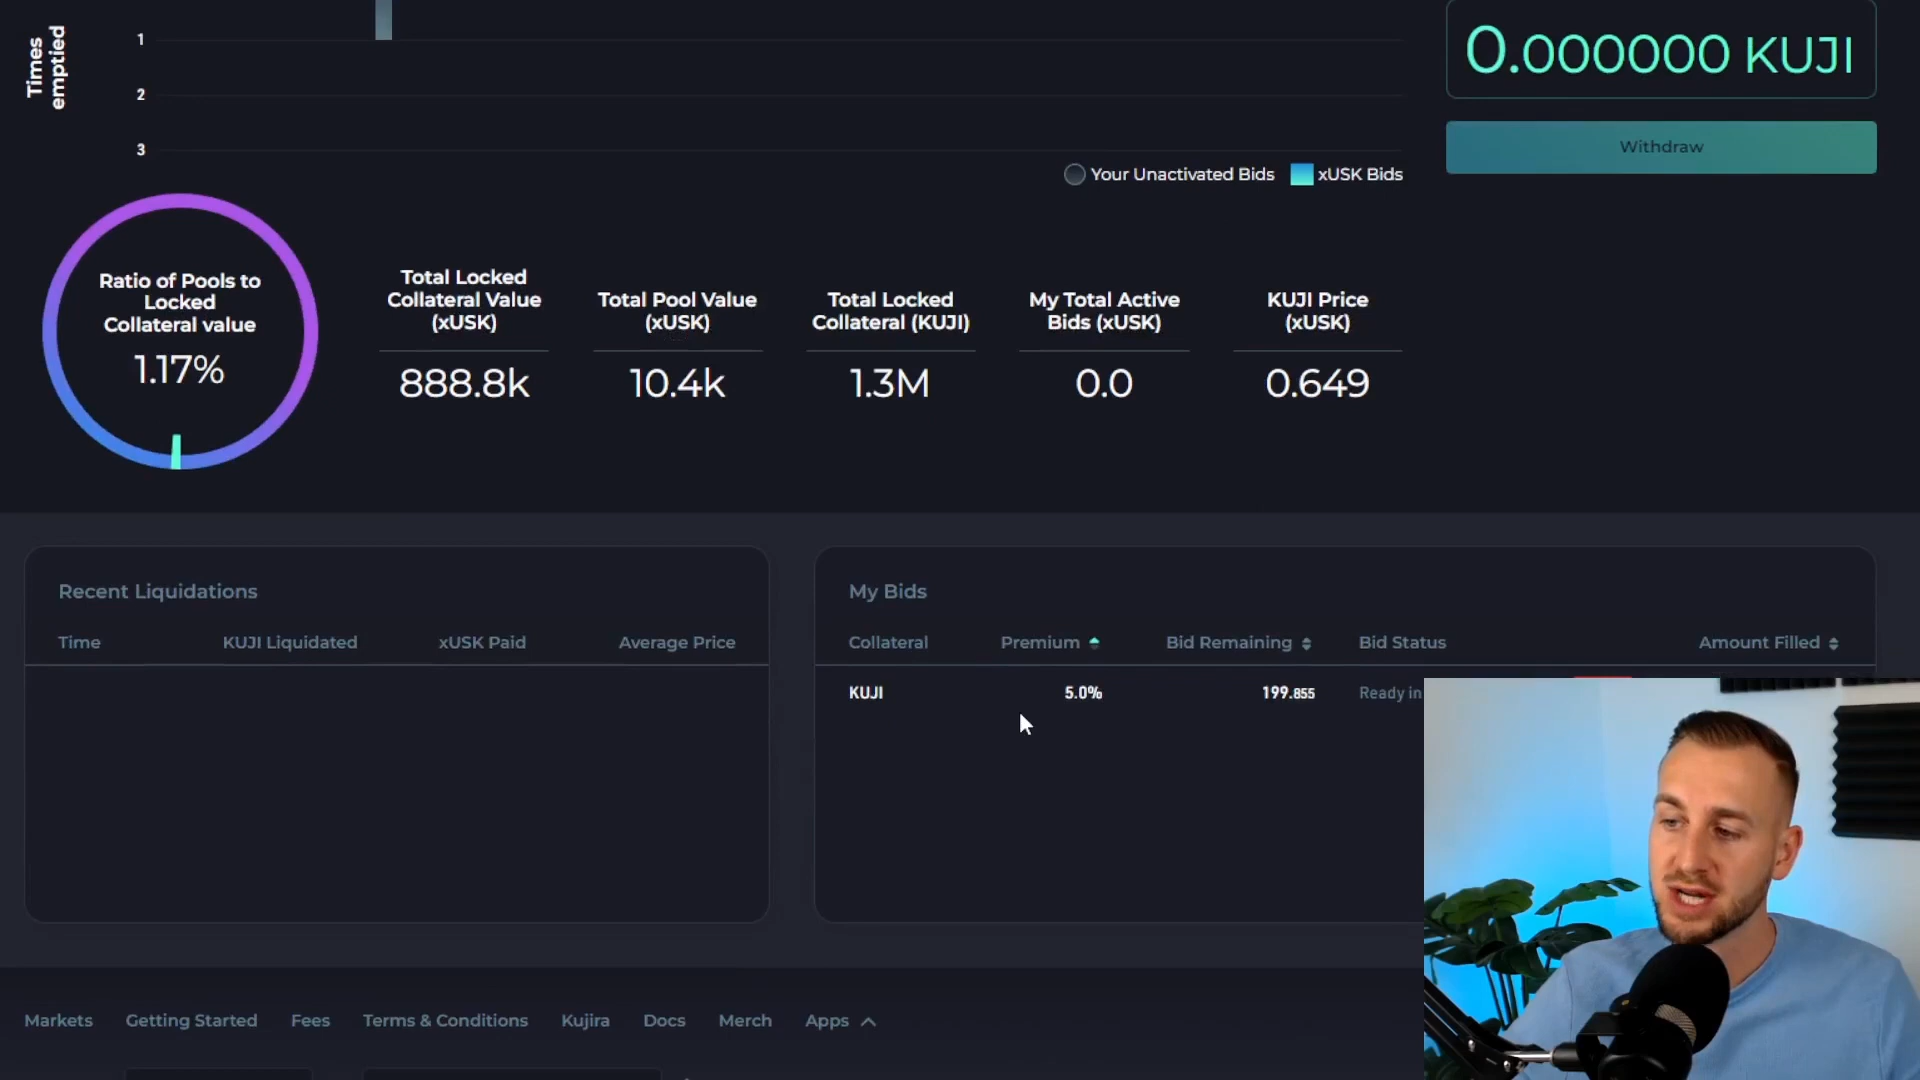 Times
emptied
1
2
3
0.000000 KUJI
Withdraw
Your Unactivated Bids
xUSK Bids
Ratio of Pools to
Locked
Collateral value
1.17%
Total Locked
Collateral Value
(xUSK)
888.8k
Total Pool Value
(xUSK)
10.4k
Total Locked
Collateral (KUJI)
1.3M
My Total Active
Bids (xUSK)
0.0
KUJI Price
(xUSK)
0.649
Recent Liquidations
Time KUJI Liquidated xUSK Paid Average Price
My Bids
Collateral Premium Bid Remaining Bid Status Amount Filled
KUJI 5.0% 199.855 Ready in
Markets Getting Started Fees Terms & Conditions Kujira Docs Merch Apps